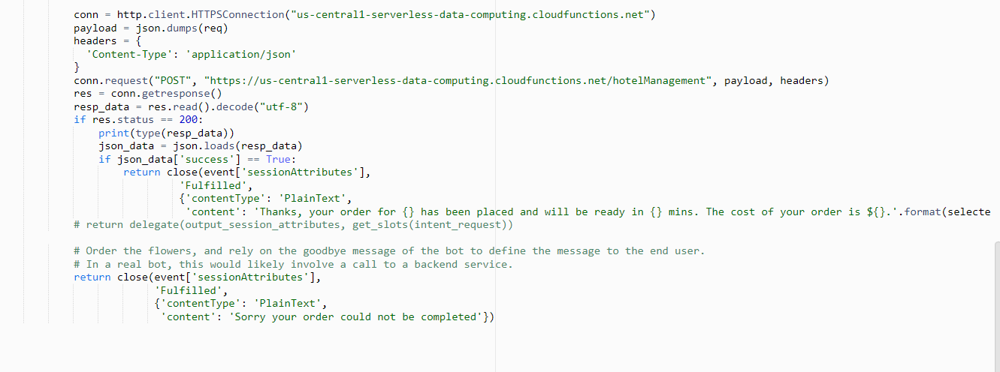 conn = http.client.HTTPSConnection("us-central1-serverless-data-computing.cloudfunctions.net")
payload = json.dumps(req)
headers = {
  'Content-Type': 'application/json'
}
conn.request("POST", "https://us-central1-serverless-data-computing.cloudfunctions.net/hotelManagement", payload, headers)
res = conn.getresponse()
resp_data = res.read().decode("utf-8")
if res.status == 200:
    print(type(resp_data))
    json_data = json.loads(resp_data)
    if json_data['success'] == True:
        return close(event['sessionAttributes'],
                 'Fulfilled',
                 {'contentType': 'PlainText',
                  'content': 'Thanks, your order for {} has been placed and will be ready in {} mins. The cost of your order is ${}.'.format(selecte
# return delegate(output_session_attributes, get_slots(intent_request))
# Order the flowers, and rely on the goodbye message of the bot to define the message to the end user.
# In a real bot, this would likely involve a call to a backend service.
return close(event['sessionAttributes'],
             'Fulfilled',
             {'contentType': 'PlainText',
              'content': 'Sorry your order could not be completed'})